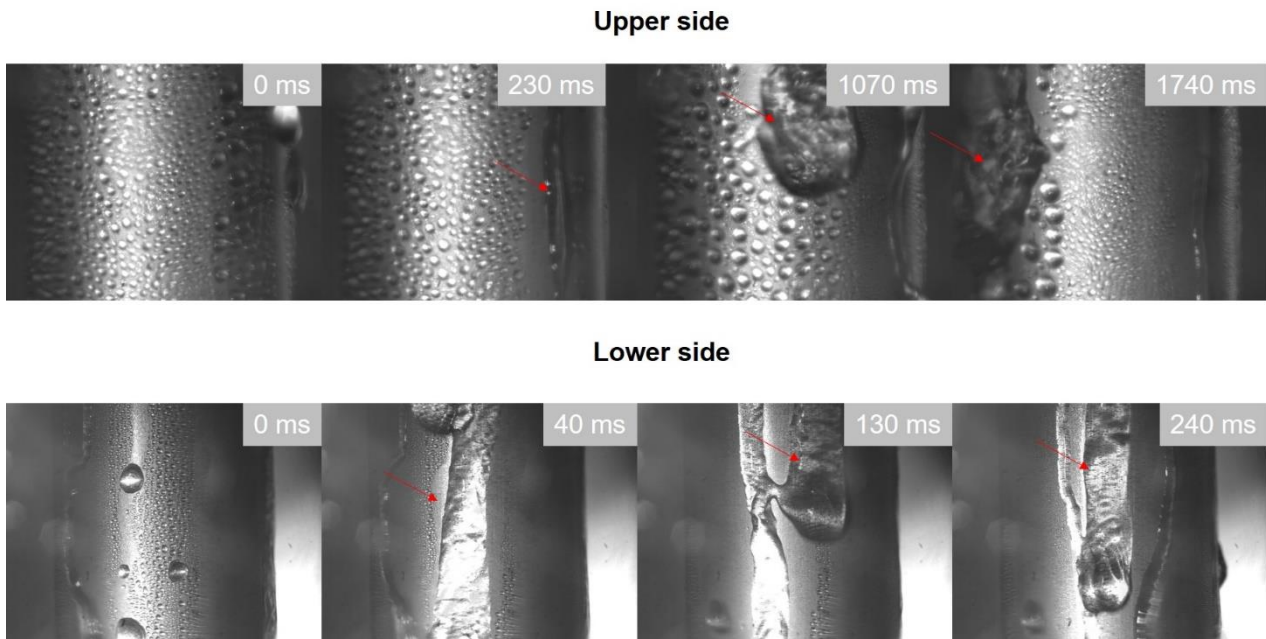 Upper side
0 ms
230 ms
1070 ms
1740 ms
Lower side
0 ms
40 ms
130 ms
240 ms